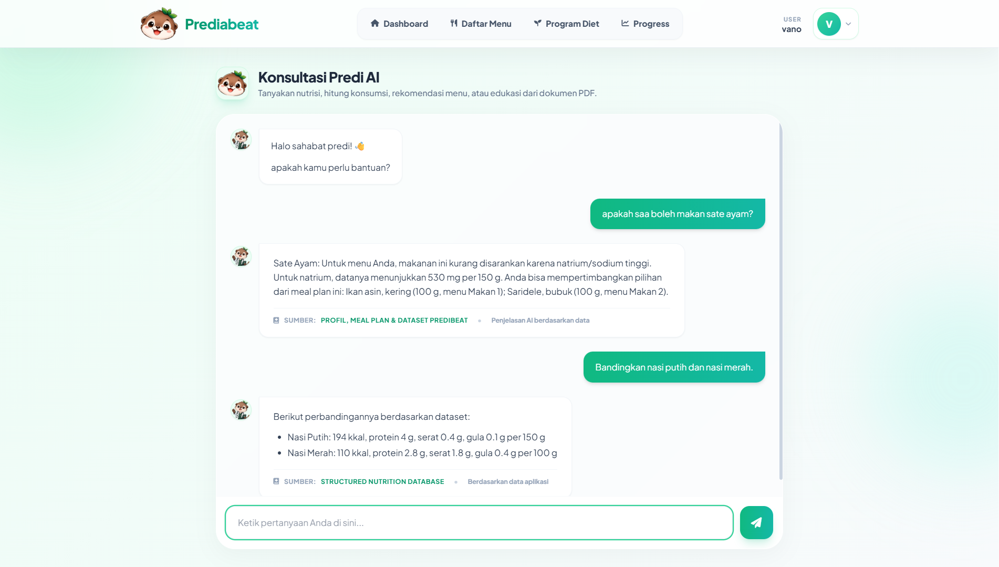 Prediabeat
Dashboard
Daftar Menu
Program Diet
Progress
USER
vano
V
Konsultasi Predi AI
Tanyakan nutrisi, hitung konsumsi, rekomendasi menu, atau edukasi dari dokumen PDF.
Halo sahabat predi! 👋
apakah kamu perlu bantuan?
apakah saa boleh makan sate ayam?
Sate Ayam: Untuk menu Anda, makanan ini kurang disarankan karena natrium/sodium tinggi.
Untuk natrium, datanya menunjukkan 530 mg per 150 g. Anda bisa mempertimbangkan pilihan
dari meal plan ini: Ikan asin, kering (100 g, menu Makan 1); Saridele, bubuk (100 g, menu Makan 2).
SUMBER: PROFIL, MEAL PLAN & DATASET PREDIBEAT • Penjelasan AI berdasarkan data
Bandingkan nasi putih dan nasi merah.
Berikut perbandingannya berdasarkan dataset:
• Nasi Putih: 194 kkal, protein 4 g, serat 0.4 g, gula 0.1 g per 150 g
• Nasi Merah: 110 kkal, protein 2.8 g, serat 1.8 g, gula 0.4 g per 100 g
SUMBER: STRUCTURED NUTRITION DATABASE • Berdasarkan data aplikasi
Ketik pertanyaan Anda di sini...